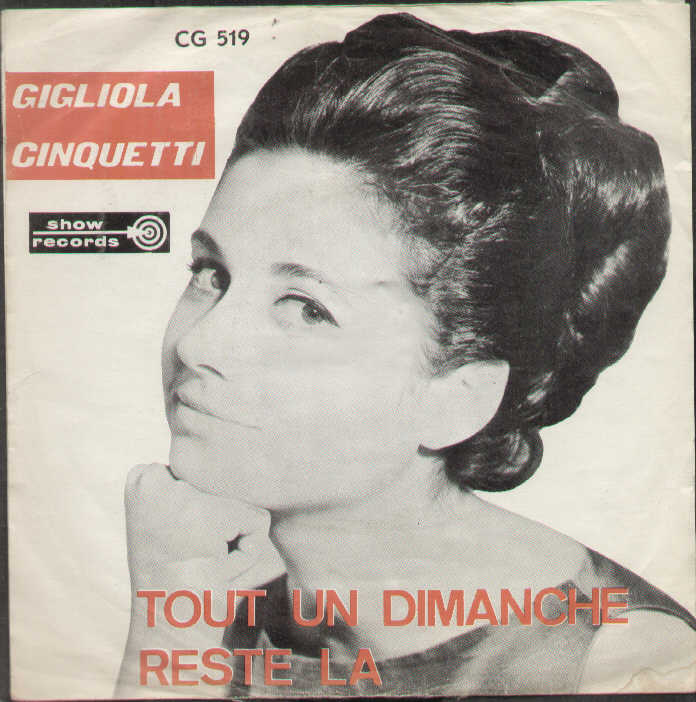 CG 519
GIGLIOLA
CINQUETTI
show
records
TOUT UN DIMANCHE
RESTE LA